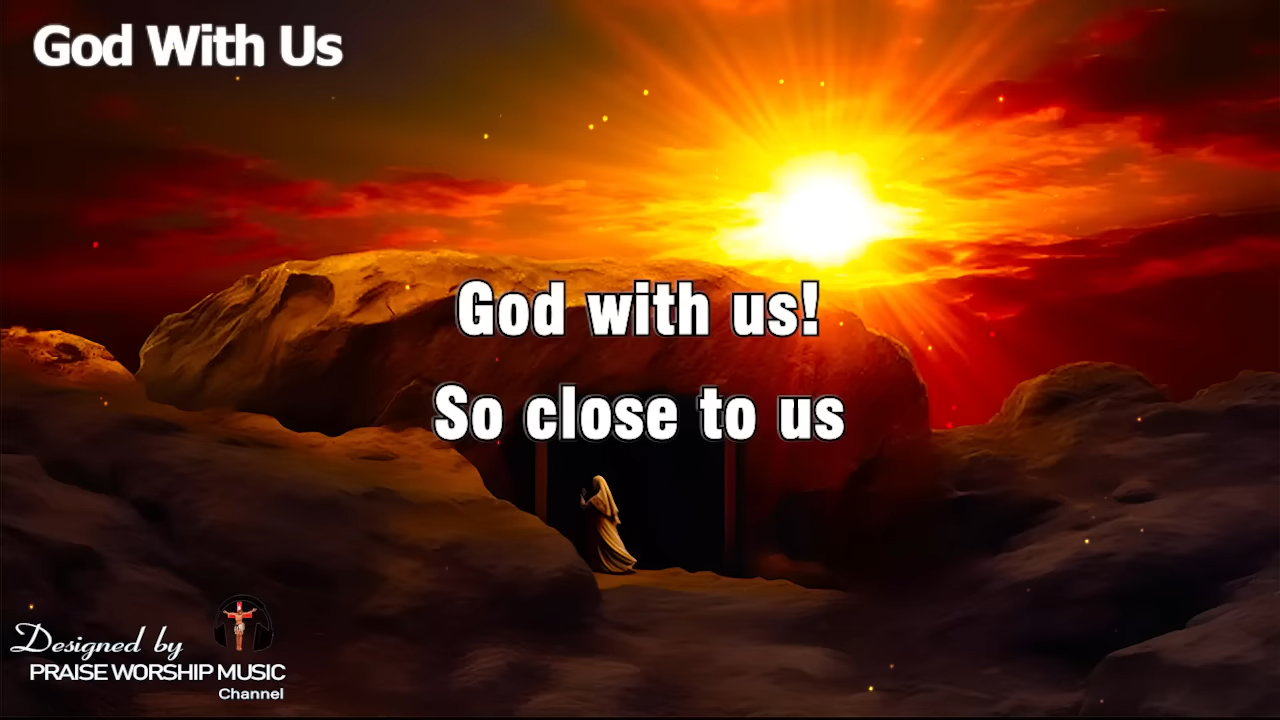 God With Us
God with us!
So close to us
Designed by
PRAISE WORSHIP MUSIC
Channel